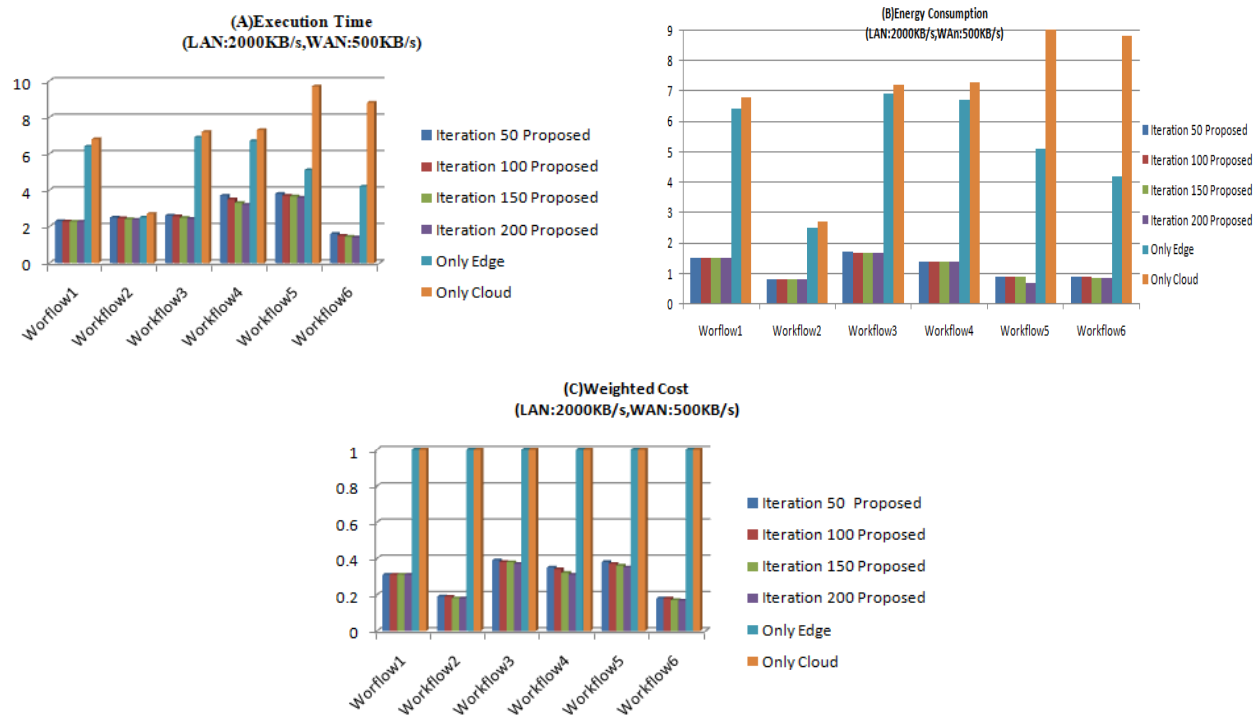 (A)Execution Time
(LAN:2000KB/s,WAN:500KB/s)
10
8
6
4
2
0
Worflow1
Workflow2
Workflow3
Workflow4
Workflow5
Workflow6
Iteration 50 Proposed
Iteration 100 Proposed
Iteration 150 Proposed
Iteration 200 Proposed
Only Edge
Only Cloud
(B)Energy Consumption
(LAN:2000KB/s,WAn:500KB/s)
9
8
7
6
5
4
3
2
1
0
Worflow1
Workflow2
Workflow3
Workflow4
Workflow5
Workflow6
Iteration 50 Proposed
Iteration 100 Proposed
Iteration 150 Proposed
Iteration 200 Proposed
Only Edge
Only Cloud
(C)Weighted Cost
(LAN:2000KB/s,WAN:500KB/s)
1
0.8
0.6
0.4
0.2
0
Worflow1
Workflow2
Workflow3
Workflow4
Workflow5
Workflow6
Iteration 50 Proposed
Iteration 100 Proposed
Iteration 150 Proposed
Iteration 200 Proposed
Only Edge
Only Cloud